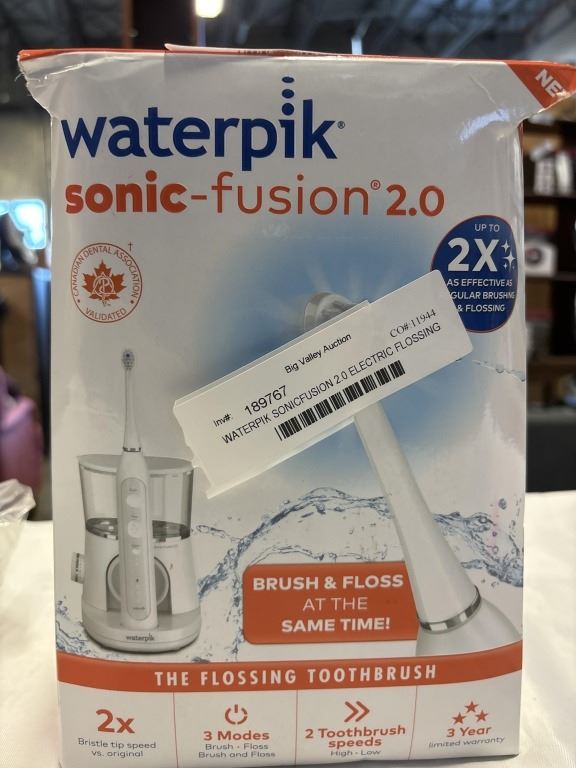 waterpik®
sonic-fusion® 2.0
CANADIAN DENTAL ASSOCIATION †
VALIDATED
UP TO
2X
AS EFFECTIVE AS
REGULAR BRUSHING
& FLOSSING
Big Valley Auction
CO#:11944
Inv#: 189767
WATERPIK SONICFUSION 2.0 ELECTRIC FLOSSING
waterpik
BRUSH & FLOSS
AT THE
SAME TIME!
THE FLOSSING TOOTHBRUSH
2x
Bristle tip speed
vs. original
3 Modes
Brush - Floss
Brush and Floss
2 Toothbrush
speeds
High - Low
3 Year
limited warranty